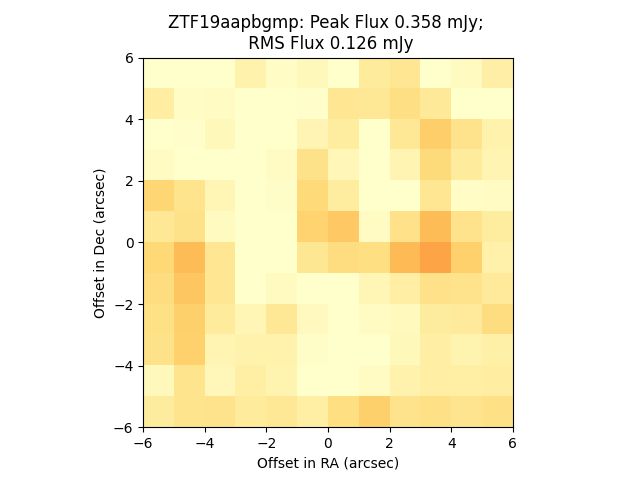 ZTF19aapbgmp: Peak Flux 0.358 mJy;
RMS Flux 0.126 mJy
6
4
2
0
−2
−4
−6
Offset in Dec (arcsec)
−6 −4 −2 0 2 4 6
Offset in RA (arcsec)